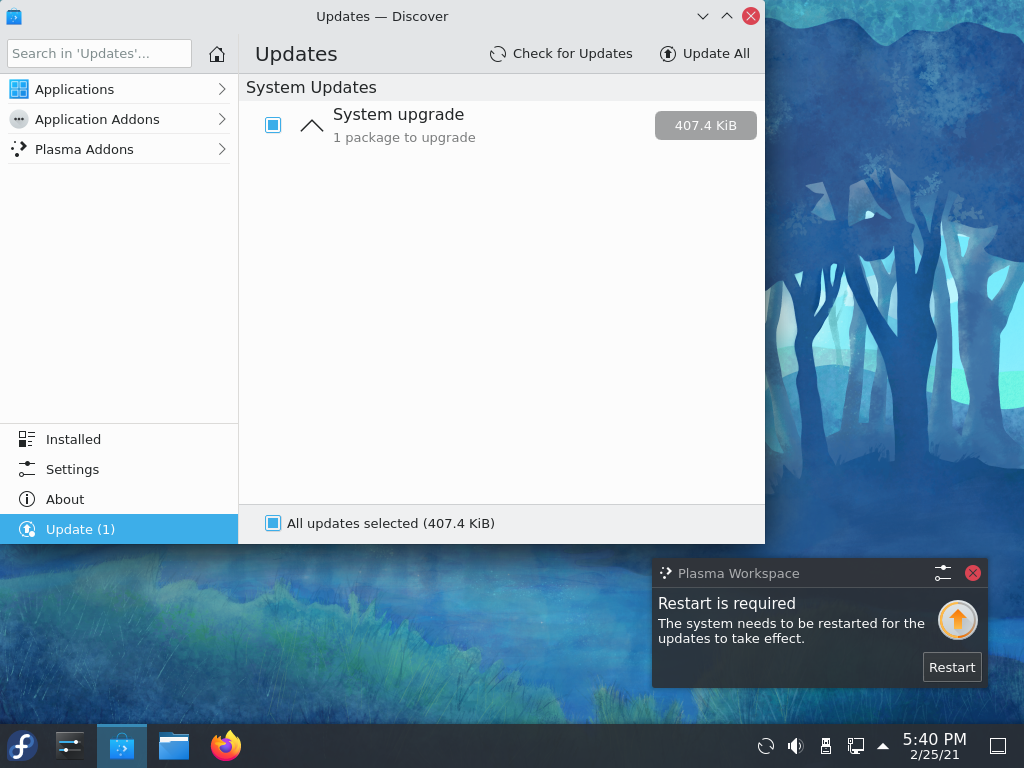 Updates — Discover
Search in 'Updates'...
Updates
Check for Updates
Update All
Applications
Application Addons
Plasma Addons
System Updates
System upgrade
1 package to upgrade
407.4 KiB
Installed
Settings
About
Update (1)
All updates selected (407.4 KiB)
Plasma Workspace
Restart is required
The system needs to be restarted for the
updates to take effect.
Restart
5:40 PM
2/25/21